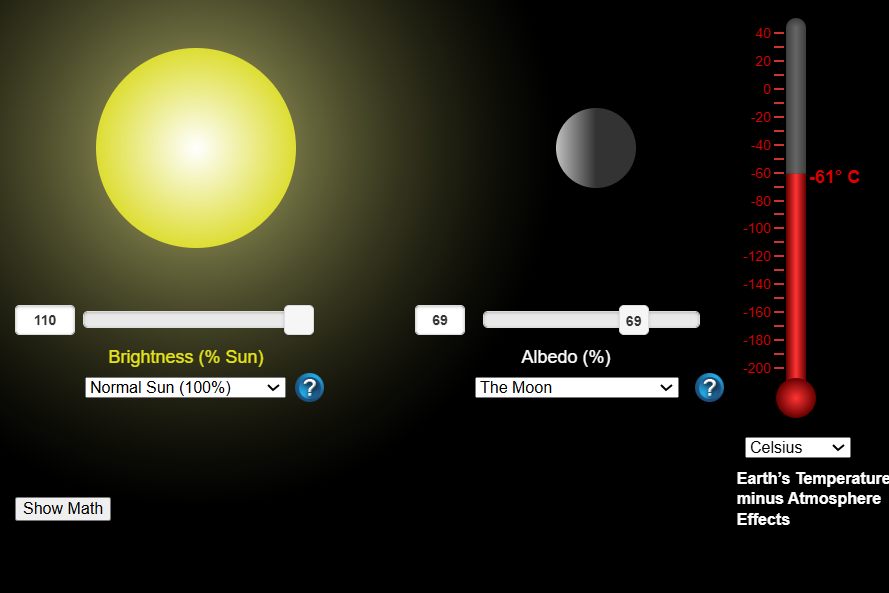 40
20
0
-20
-40
-60
-61° C
-80
-100
-120
-140
-160
-180
-200
110
69
69
Brightness (% Sun)
Albedo (%)
Normal Sun (100%)
?
The Moon
?
Celsius
Earth's Temperature
minus Atmosphere
Effects
Show Math